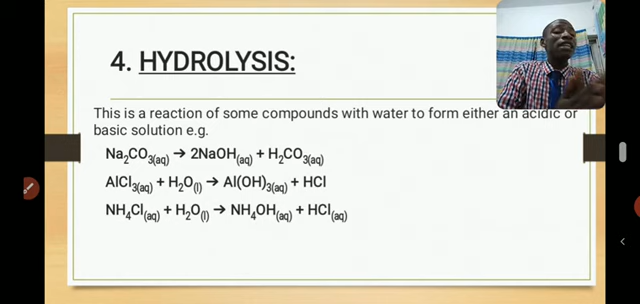 4. HYDROLYSIS:
This is a reaction of some compounds with water to form either an acidic or
basic solution e.g.
Na₂CO₃(aq) → 2NaOH(aq) + H₂CO₃(aq)
AlCl₃(aq) + H₂O(l) → Al(OH)₃(aq) + HCl
NH₄Cl(aq) + H₂O(l) → NH₄OH(aq) + HCl(aq)